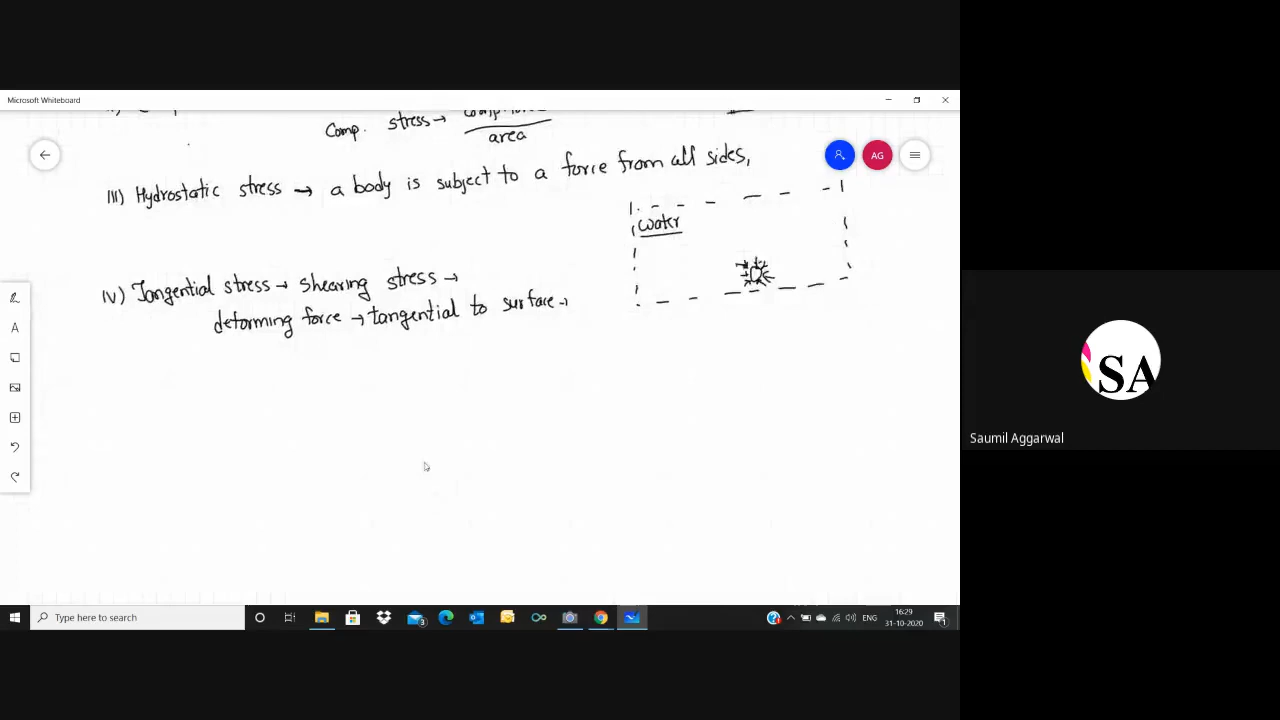 Microsoft Whiteboard
Comp. stress→
area
AG
III) Hydrostatic stress → a body is subject to a force from all sides,
water
IV) Tangential stress → shearing stress →
deforming force → tangential to surface →
A
SA
Saumil Aggarwal
Type here to search
3
ENG
16:29
31-10-2020
1